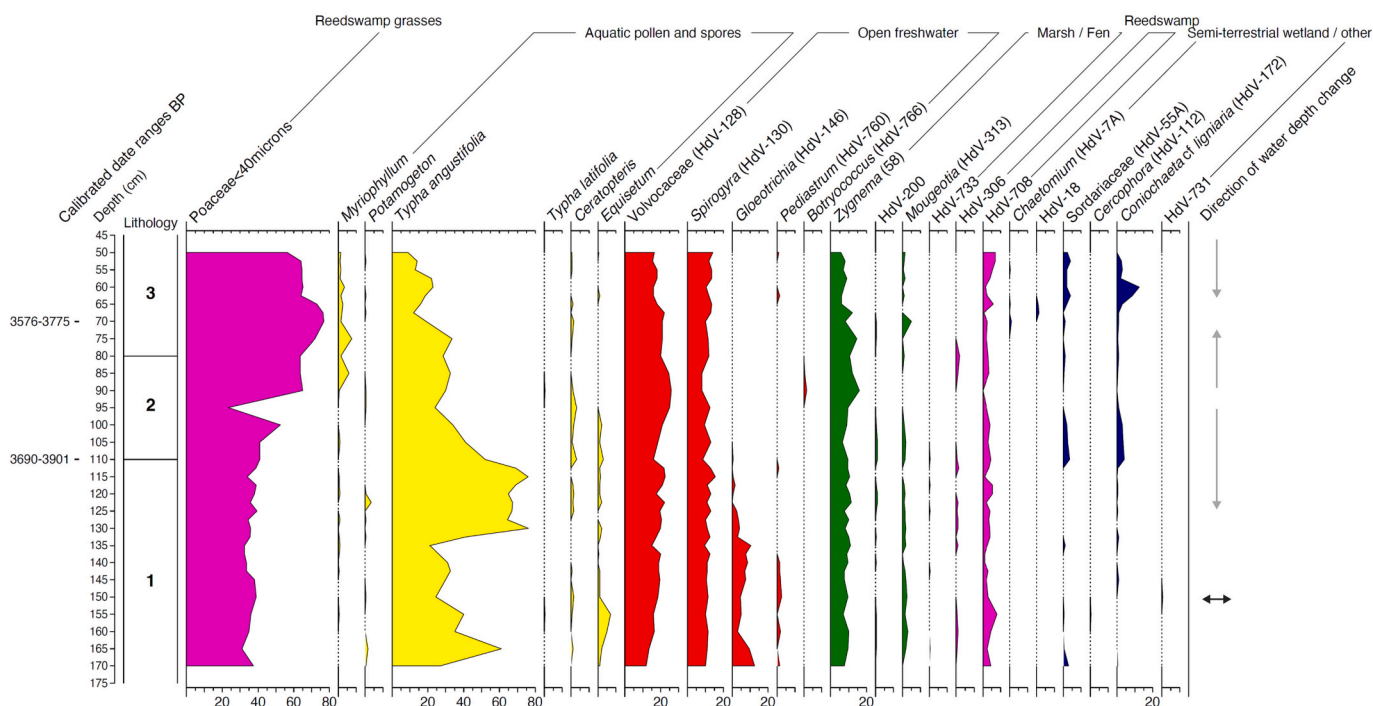 Reedswamp grasses
Aquatic pollen and spores
Open freshwater
Marsh / Fen
Reedswamp
Semi-terrestrial wetland / other
Calibrated date ranges BP
Depth (cm)
Lithology
Poaceae<40microns
Myriophyllum
Potamogeton
Typha angustifolia
Typha latifolia
Ceratopteris
Equisetum
Volvocaceae (HdV-128)
Spirogyra (HdV-130)
Gloeotrichia (HdV-146)
Pediastrum (HdV-760)
Botryrococcus (HdV-766)
Zygnema (58)
HdV-200
Mougeotia (HdV-313)
HdV-733
HdV-306
HdV-708
Chaetomium (HdV-7A)
HdV-18
Sordariaceae (HdV-55A)
Cercophora (HdV-112)
Coniochaeta cf ligniaria (HdV-172)
HdV-731
Direction of water depth change
45
50
55
60
65
70
75
80
85
90
95
100
105
110
115
120
125
130
135
140
145
150
155
160
165
170
175
3576-3775
3690-3901
3
2
1
20 40 60 80 20 40 60 80 20 20 20 20 20